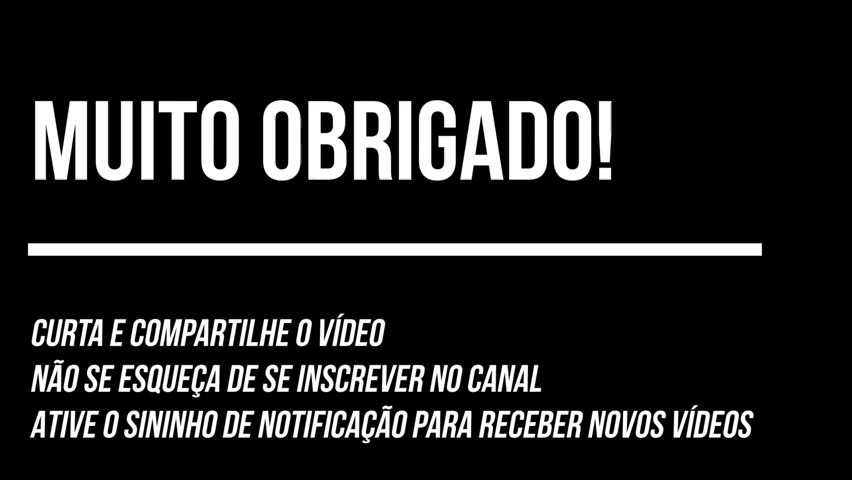 MUITO OBRIGADO!
CURTA E COMPARTILHE O VÍDEO
NÃO SE ESQUEÇA DE SE INSCREVER NO CANAL
ATIVE O SININHO DE NOTIFICAÇÃO PARA RECEBER NOVOS VÍDEOS